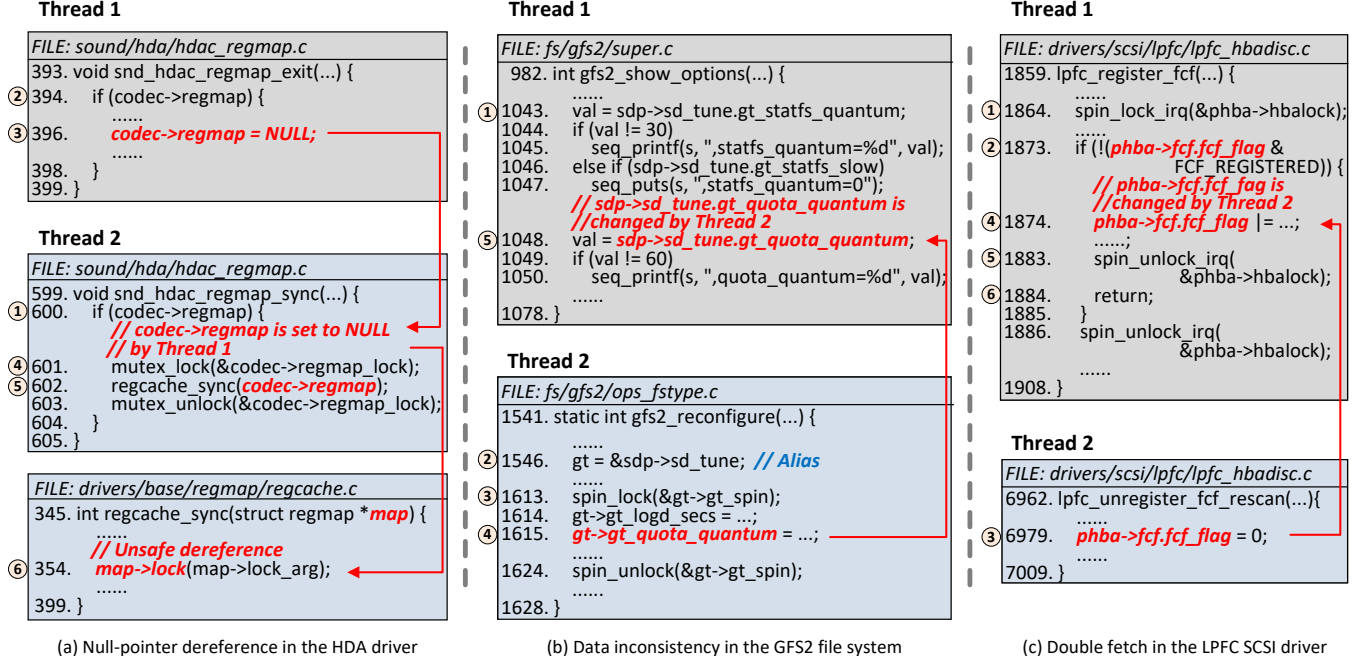 Thread 1
FILE: sound/hda/hdac_regmap.c
393. void snd_hdac_regmap_exit(...) {
② 394. if (codec->regmap) {
......
③ 396. codec->regmap = NULL;
......
398. }
399. }
Thread 2
FILE: sound/hda/hdac_regmap.c
599. void snd_hdac_regmap_sync(...) {
① 600. if (codec->regmap) {
// codec->regmap is set to NULL
// by Thread 1
④ 601. mutex_lock(&codec->regmap_lock);
⑤ 602. regcache_sync(codec->regmap);
603. mutex_unlock(&codec->regmap_lock);
604. }
605. }
FILE: drivers/base/regmap/regcache.c
345. int regcache_sync(struct regmap *map) {
......
// Unsafe dereference
⑥ 354. map->lock(map->lock_arg);
......
399. }
(a) Null-pointer dereference in the HDA driver
Thread 1
FILE: fs/gfs2/super.c
982. int gfs2_show_options(...) {
......
① 1043. val = sdp->sd_tune.gt_statfs_quantum;
1044. if (val != 30)
1045. seq_printf(s, ",statfs_quantum=%d", val);
1046. else if (sdp->sd_tune.gt_statfs_slow)
1047. seq_puts(s, ",statfs_quantum=0");
// sdp->sd_tune.gt_quota_quantum is
//changed by Thread 2
⑤ 1048. val = sdp->sd_tune.gt_quota_quantum;
1049. if (val != 60)
1050. seq_printf(s, ",quota_quantum=%d", val);
......
1078. }
Thread 2
FILE: fs/gfs2/ops_fstype.c
1541. static int gfs2_reconfigure(...) {
......
② 1546. gt = &sdp->sd_tune; // Alias
......
③ 1613. spin_lock(&gt->gt_spin);
1614. gt->gt_logd_secs = ...;
④ 1615. gt->gt_quota_quantum = ...;
......
1624. spin_unlock(&gt->gt_spin);
......
1628. }
(b) Data inconsistency in the GFS2 file system
Thread 1
FILE: drivers/scsi/lpfc/lpfc_hbadisc.c
1859. lpfc_register_fcf(...) {
......
① 1864. spin_lock_irq(&phba->hbalock);
......
② 1873. if (!(phba->fcf.fcf_flag &
FCF_REGISTERED)) {
// phba->fcf.fcf_fag is
//changed by Thread 2
④ 1874. phba->fcf.fcf_flag |= ...;
......;
⑤ 1883. spin_unlock_irq(
&phba->hbalock);
⑥ 1884. return;
1885. }
1886. spin_unlock_irq(
&phba->hbalock);
......
1908. }
Thread 2
FILE: drivers/scsi/lpfc/lpfc_hbadisc.c
6962. lpfc_unregister_fcf_rescan(...){
......
③ 6979. phba->fcf.fcf_flag = 0;
......
7009. }
(c) Double fetch in the LPFC SCSI driver